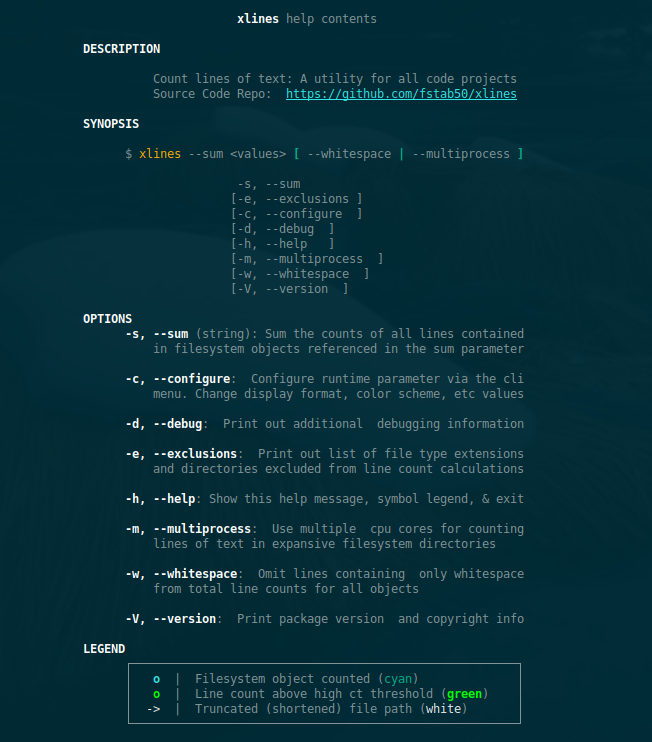 xlines help contents
DESCRIPTION
Count lines of text: A utility for all code projects
Source Code Repo:  https://github.com/fstab50/xlines
SYNOPSIS
$ xlines --sum <values> [ --whitespace | --multiprocess ]
-s, --sum
[-e, --exclusions ]
[-c, --configure  ]
[-d, --debug  ]
[-h, --help   ]
[-m, --multiprocess  ]
[-w, --whitespace  ]
[-V, --version  ]
OPTIONS
-s, --sum (string): Sum the counts of all lines contained
in filesystem objects referenced in the sum parameter
-c, --configure:  Configure runtime parameter via the cli
menu. Change display format, color scheme, etc values
-d, --debug:  Print out additional  debugging information
-e, --exclusions:  Print out list of file type extensions
and directories excluded from line count calculations
-h, --help: Show this help message, symbol legend, & exit
-m, --multiprocess:  Use multiple  cpu cores for counting
lines of text in expansive filesystem directories
-w, --whitespace:  Omit lines containing  only whitespace
from total line counts for all objects
-V, --version:  Print package version  and copyright info
LEGEND
o  |  Filesystem object counted (cyan)
o  |  Line count above high ct threshold (green)
->  |  Truncated (shortened) file path (white)